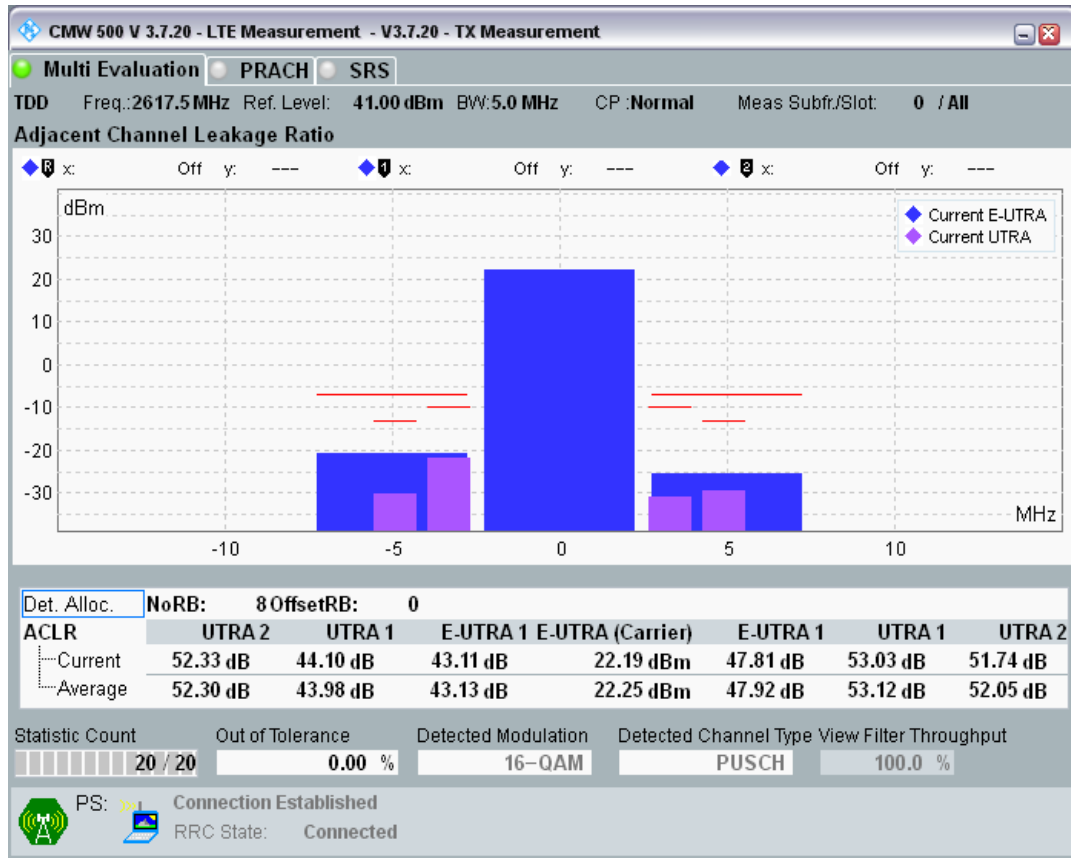 CMW 500 V 3.7.20 - LTE Measurement - V3.7.20 - TX Measurement
Multi Evaluation PRACH SRS
TDD Freq.:2617.5 MHz Ref. Level: 41.00 dBm BW:5.0 MHz CP :Normal Meas Subfr./Slot: 0 / All
Adjacent Channel Leakage Ratio
R x: Off y: --- 1 x: Off y: --- 2 x: Off y: ---
dBm
Current E-UTRA
Current UTRA
30
20
10
0
-10
-20
-30
MHz
-10 -5 0 5 10
Det. Alloc. NoRB: 8 OffsetRB: 0
ACLR UTRA 2 UTRA 1 E-UTRA 1 E-UTRA (Carrier) E-UTRA 1 UTRA 1 UTRA 2
Current 52.33 dB 44.10 dB 43.11 dB 22.19 dBm 47.81 dB 53.03 dB 51.74 dB
Average 52.30 dB 43.98 dB 43.13 dB 22.25 dBm 47.92 dB 53.12 dB 52.05 dB
Statistic Count Out of Tolerance Detected Modulation Detected Channel Type View Filter Throughput
20 / 20 0.00 % 16-QAM PUSCH 100.0 %
PS: Connection Established
RRC State: Connected